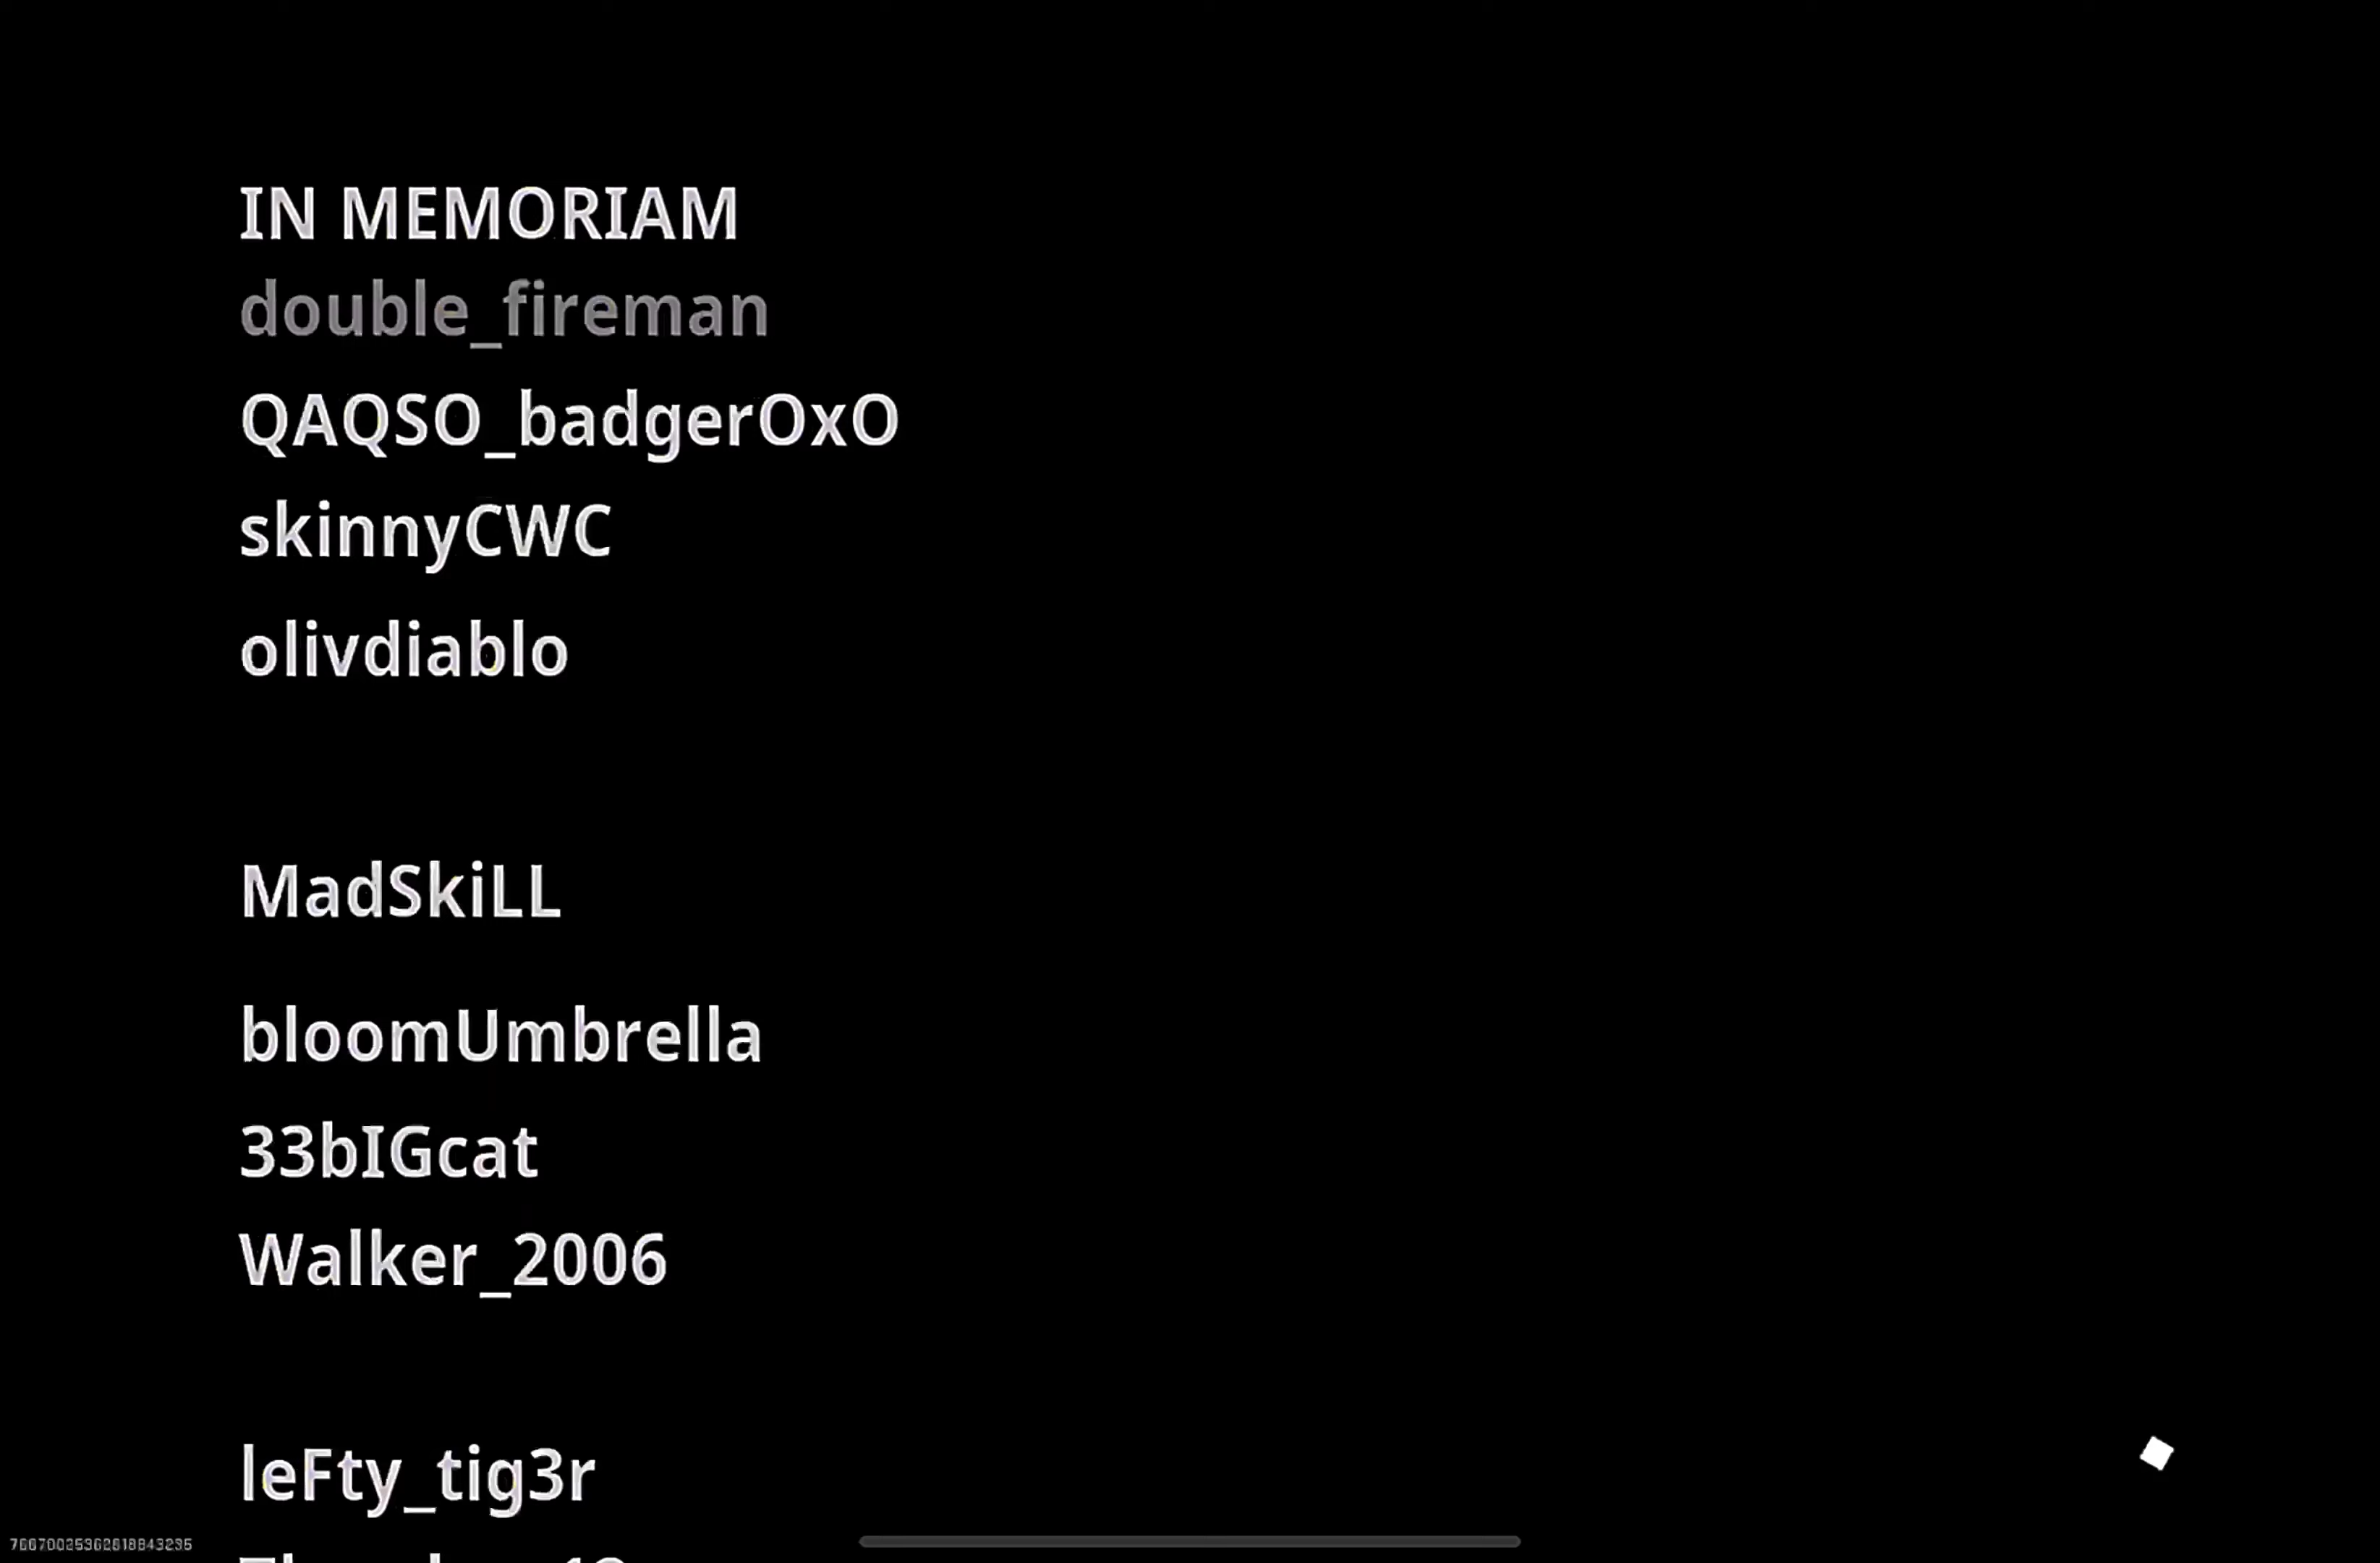 IN MEMORIAM
double_fireman
QAQSO_badgerOxO
skinnyCWC
olivdiablo
MadSkiLL
bloomUmbrella
33bIGcat
Walker_2006
leFty_tig3r